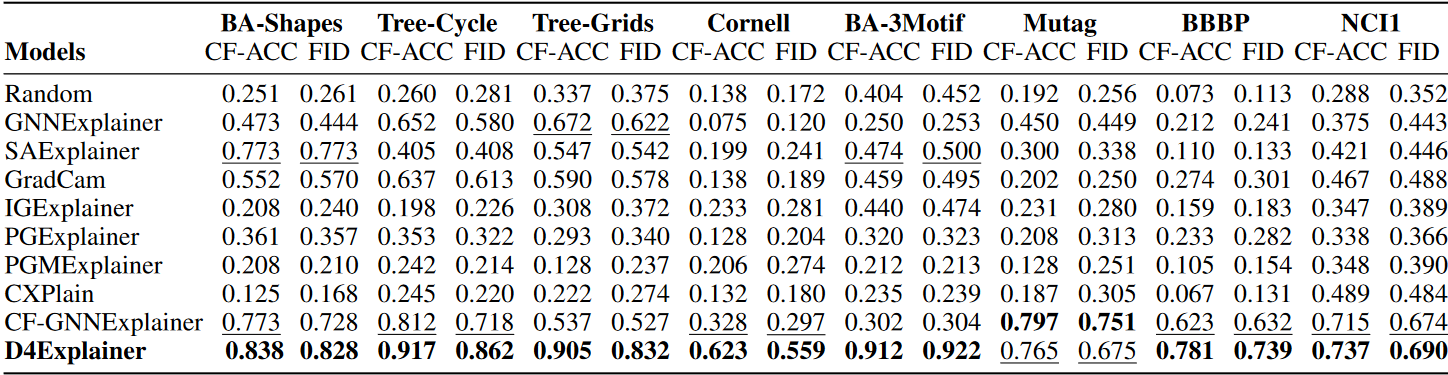 BA-Shapes Tree-Cycle Tree-Grids Cornell BA-3Motif Mutag BBBP NCI1
Models CF-ACC FID CF-ACC FID CF-ACC FID CF-ACC FID CF-ACC FID CF-ACC FID CF-ACC FID CF-ACC FID
Random 0.251 0.261 0.260 0.281 0.337 0.375 0.138 0.172 0.404 0.452 0.192 0.256 0.073 0.113 0.288 0.352
GNNExplainer 0.473 0.444 0.652 0.580 0.672 0.622 0.075 0.120 0.250 0.253 0.450 0.449 0.212 0.241 0.375 0.443
SAExplainer 0.773 0.773 0.405 0.408 0.547 0.542 0.199 0.241 0.474 0.500 0.300 0.338 0.110 0.133 0.421 0.446
GradCam 0.552 0.570 0.637 0.613 0.590 0.578 0.138 0.189 0.459 0.495 0.202 0.250 0.274 0.301 0.467 0.488
IGExplainer 0.208 0.240 0.198 0.226 0.308 0.372 0.233 0.281 0.440 0.474 0.231 0.280 0.159 0.183 0.347 0.389
PGExplainer 0.361 0.357 0.353 0.322 0.293 0.340 0.128 0.204 0.320 0.323 0.208 0.313 0.233 0.282 0.338 0.366
PGMExplainer 0.208 0.210 0.242 0.214 0.128 0.237 0.206 0.274 0.212 0.213 0.128 0.251 0.105 0.154 0.348 0.390
CXPlain 0.125 0.168 0.245 0.220 0.222 0.274 0.132 0.180 0.235 0.239 0.187 0.305 0.067 0.131 0.489 0.484
CF-GNNExplainer 0.773 0.728 0.812 0.718 0.537 0.527 0.328 0.297 0.302 0.304 0.797 0.751 0.623 0.632 0.715 0.674
D4Explainer 0.838 0.828 0.917 0.862 0.905 0.832 0.623 0.559 0.912 0.922 0.765 0.675 0.781 0.739 0.737 0.690